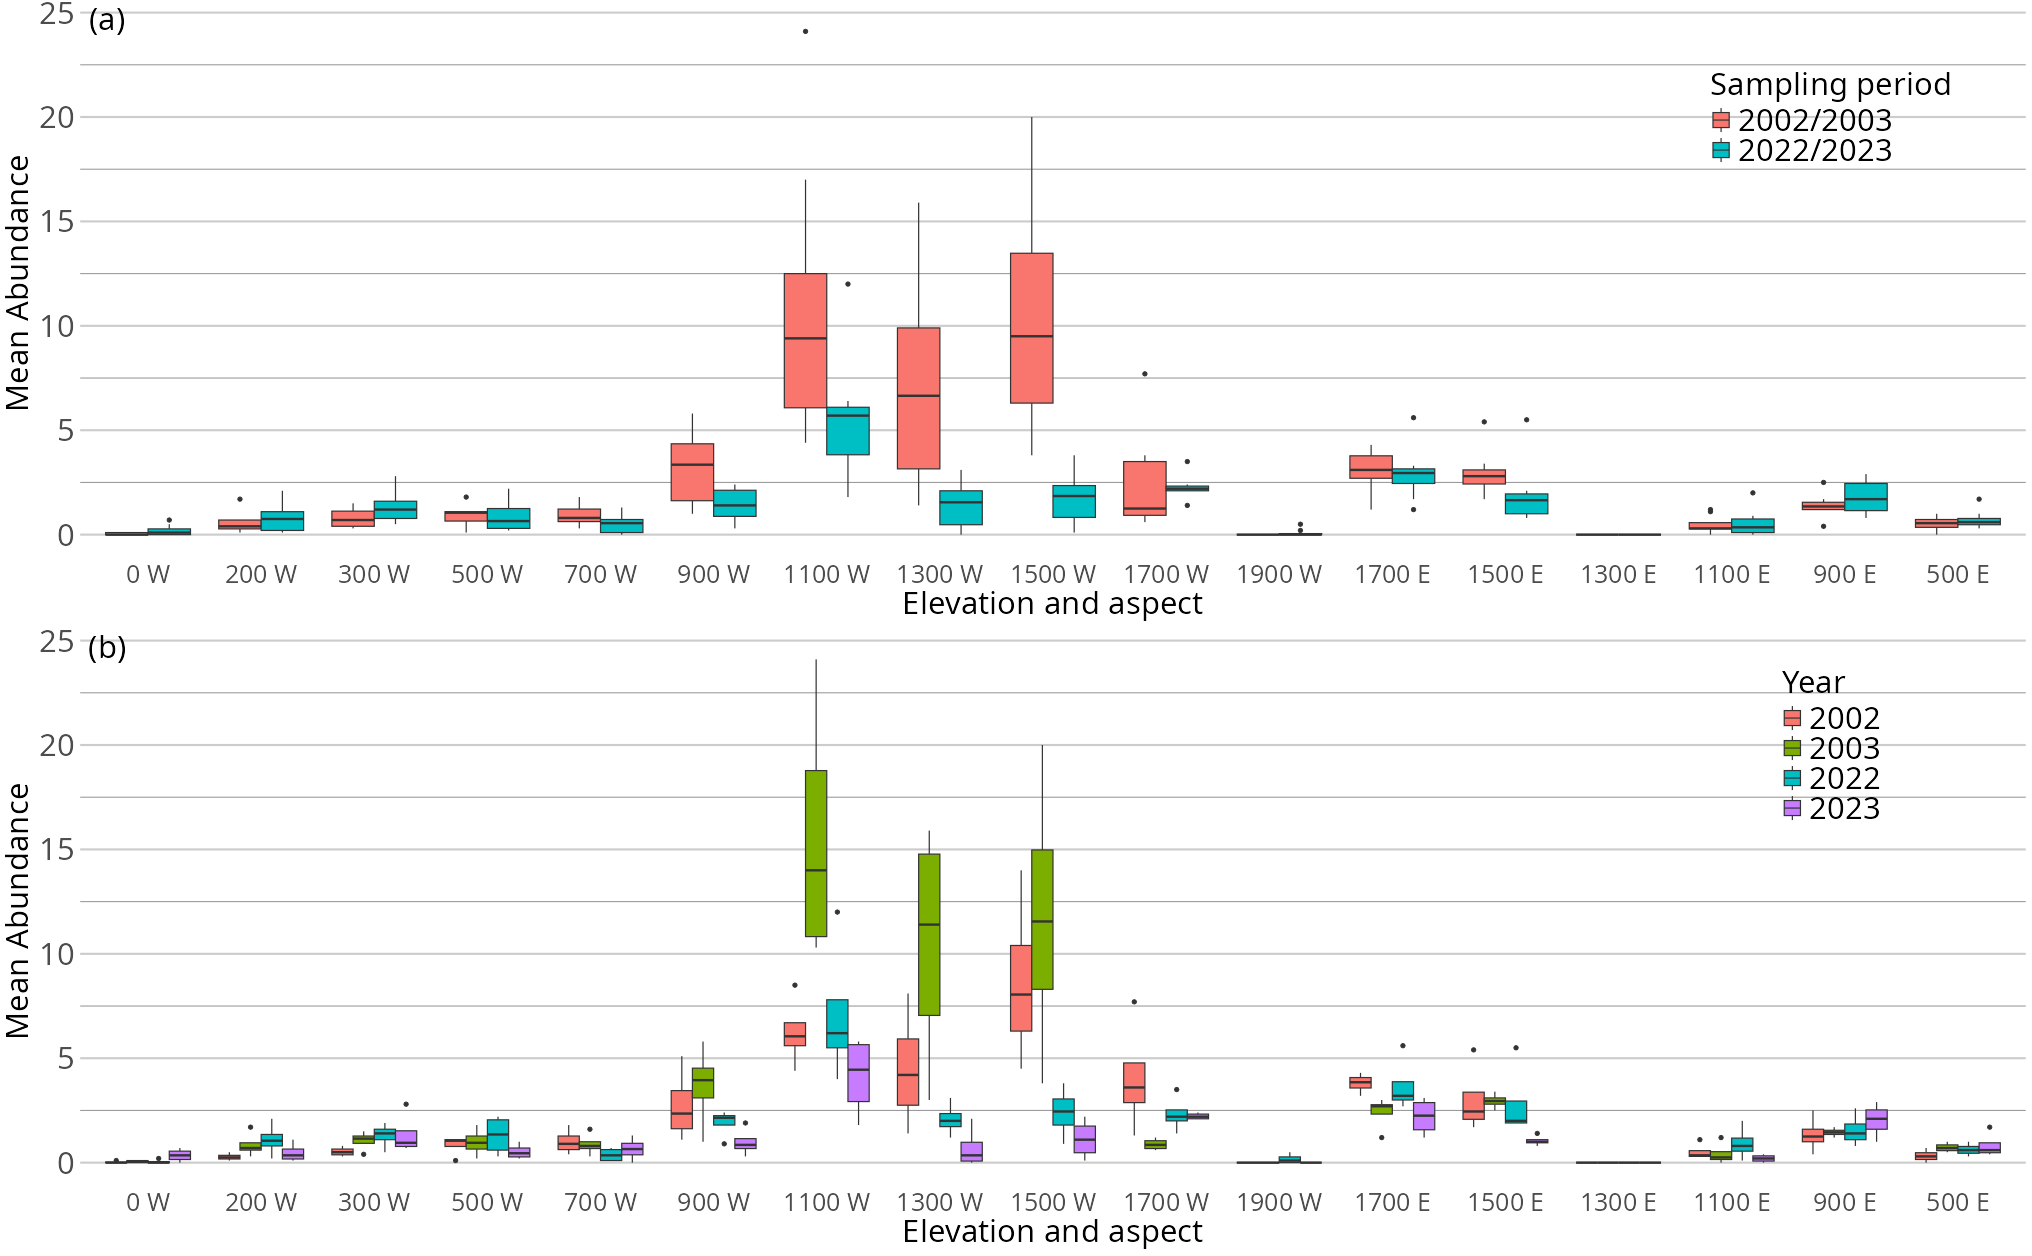 (a)
25
20
15
10
5
0
Mean Abundance
Sampling period
2002/2003
2022/2023
0 W 200 W 300 W 500 W 700 W 900 W 1100 W 1300 W 1500 W 1700 W 1900 W 1700 E 1500 E 1300 E 1100 E 900 E 500 E
Elevation and aspect
(b)
25
20
15
10
5
0
Mean Abundance
Year
2002
2003
2022
2023
0 W 200 W 300 W 500 W 700 W 900 W 1100 W 1300 W 1500 W 1700 W 1900 W 1700 E 1500 E 1300 E 1100 E 900 E 500 E
Elevation and aspect